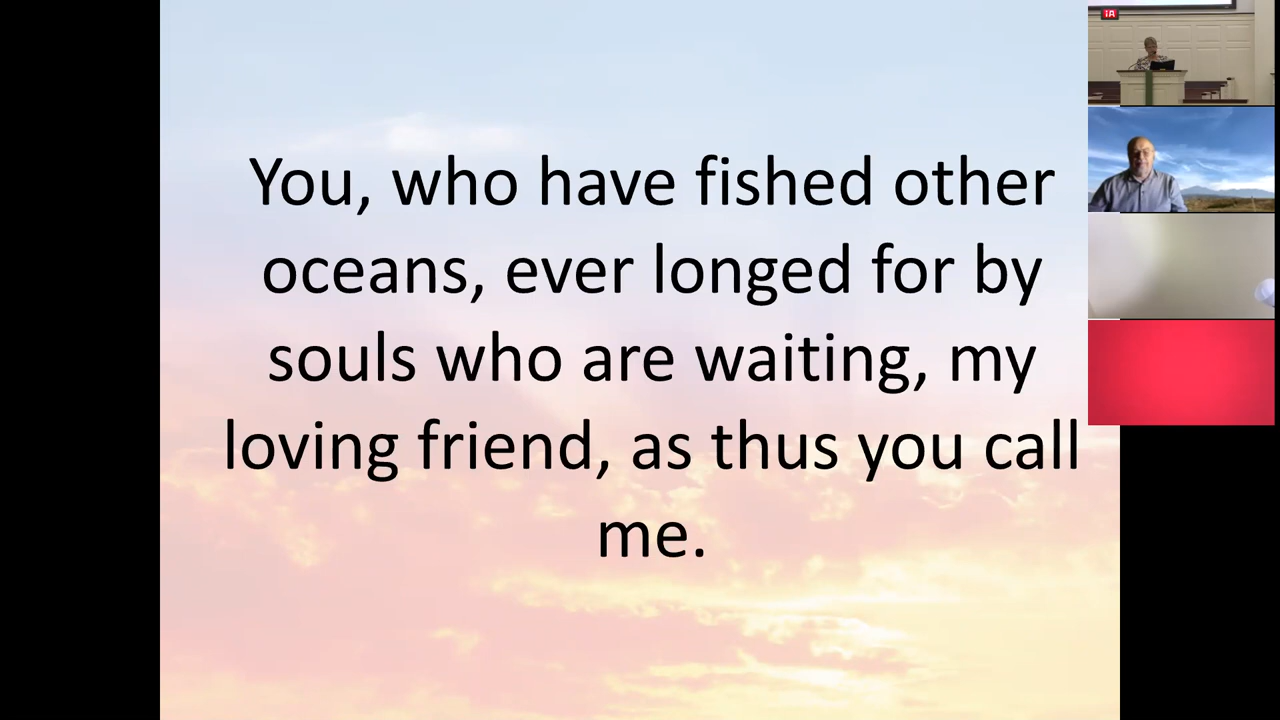 You, who have fished other
oceans, ever longed for by
souls who are waiting, my
loving friend, as thus you call
me.